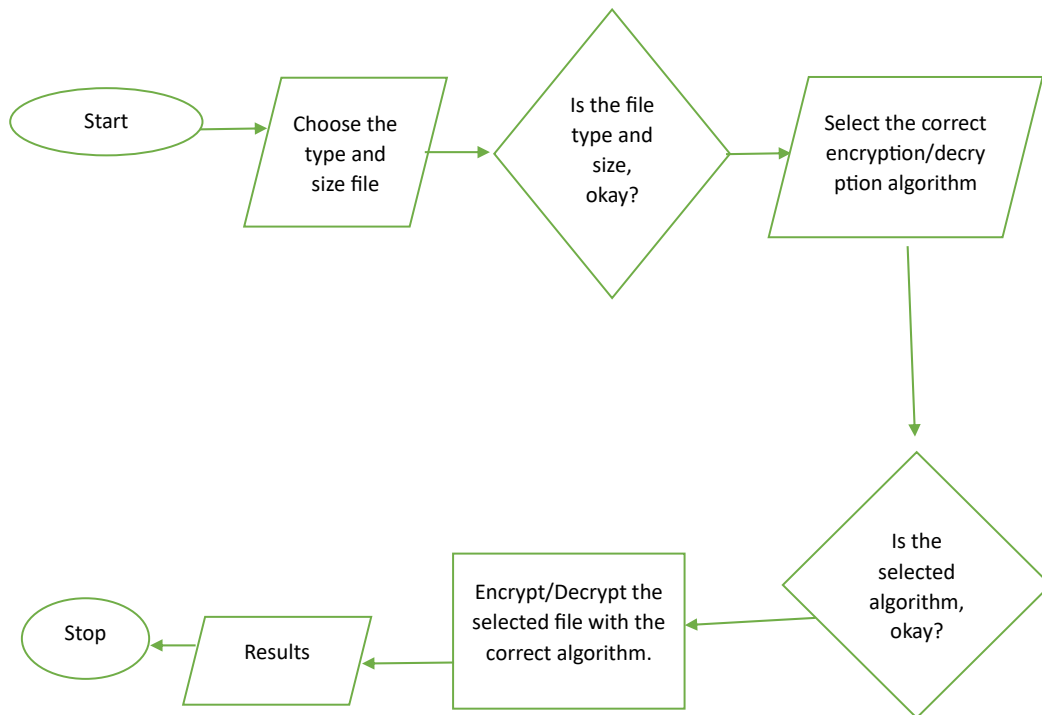 Start
Choose the
type and
size file
Is the file
type and
size,
okay?
Select the correct
encryption/decry
ption algorithm
Is the
selected
algorithm,
okay?
Encrypt/Decrypt the
selected file with the
correct algorithm.
Results
Stop